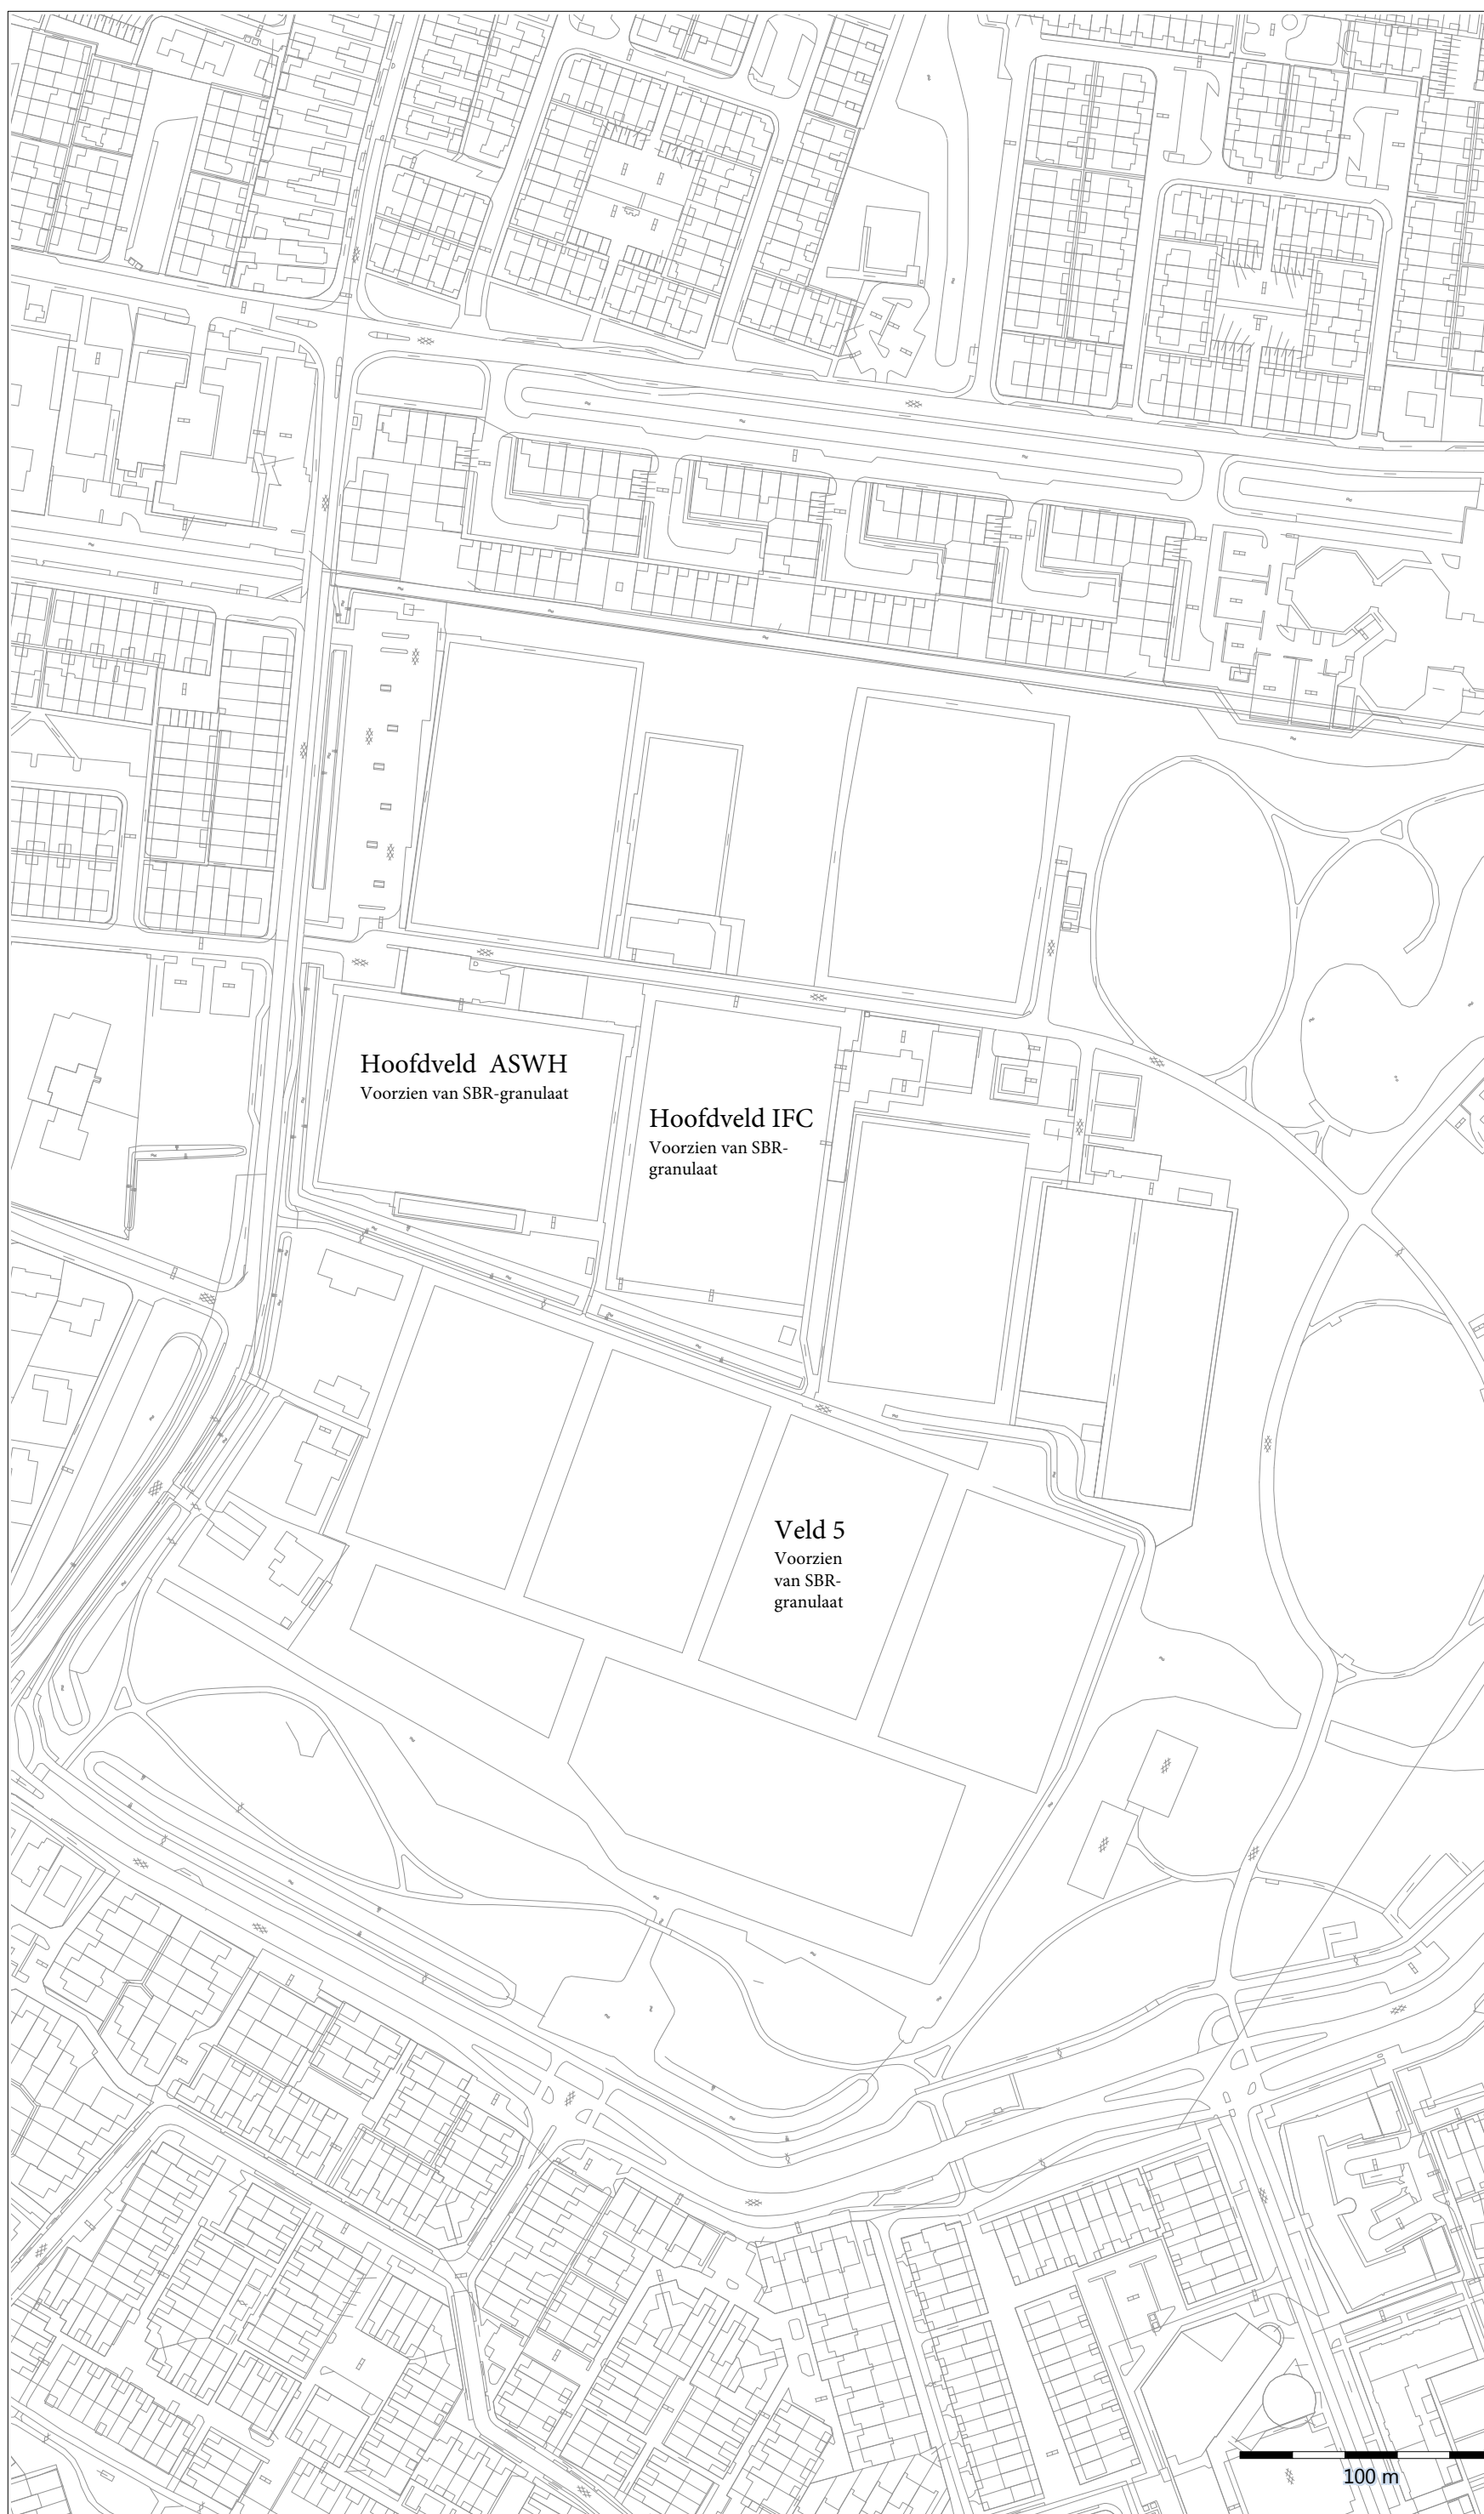 Hoofdveld ASWH
Voorzien van SBR-granulaat
Hoofdveld IFC
Voorzien van SBR-
granulaat
Veld 5
Voorzien
van SBR-
granulaat
100 m